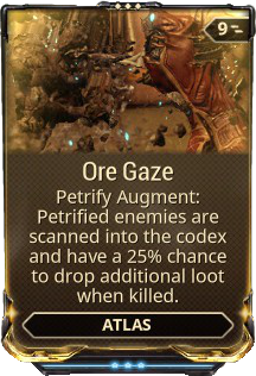 9
Ore Gaze
Petrify Augment:
Petrified enemies are
scanned into the codex
and have a 25% chance
to drop additional loot
when killed.
ATLAS